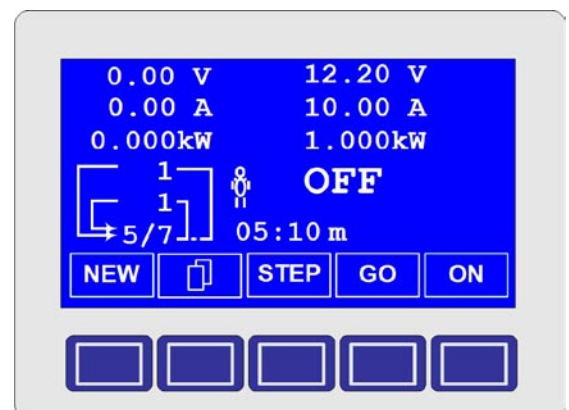 0.00 V 12.20 V
0.00 A 10.00 A
0.000kW 1.000kW
1 OFF
1
5/7 05:10 m
NEW STEP GO ON